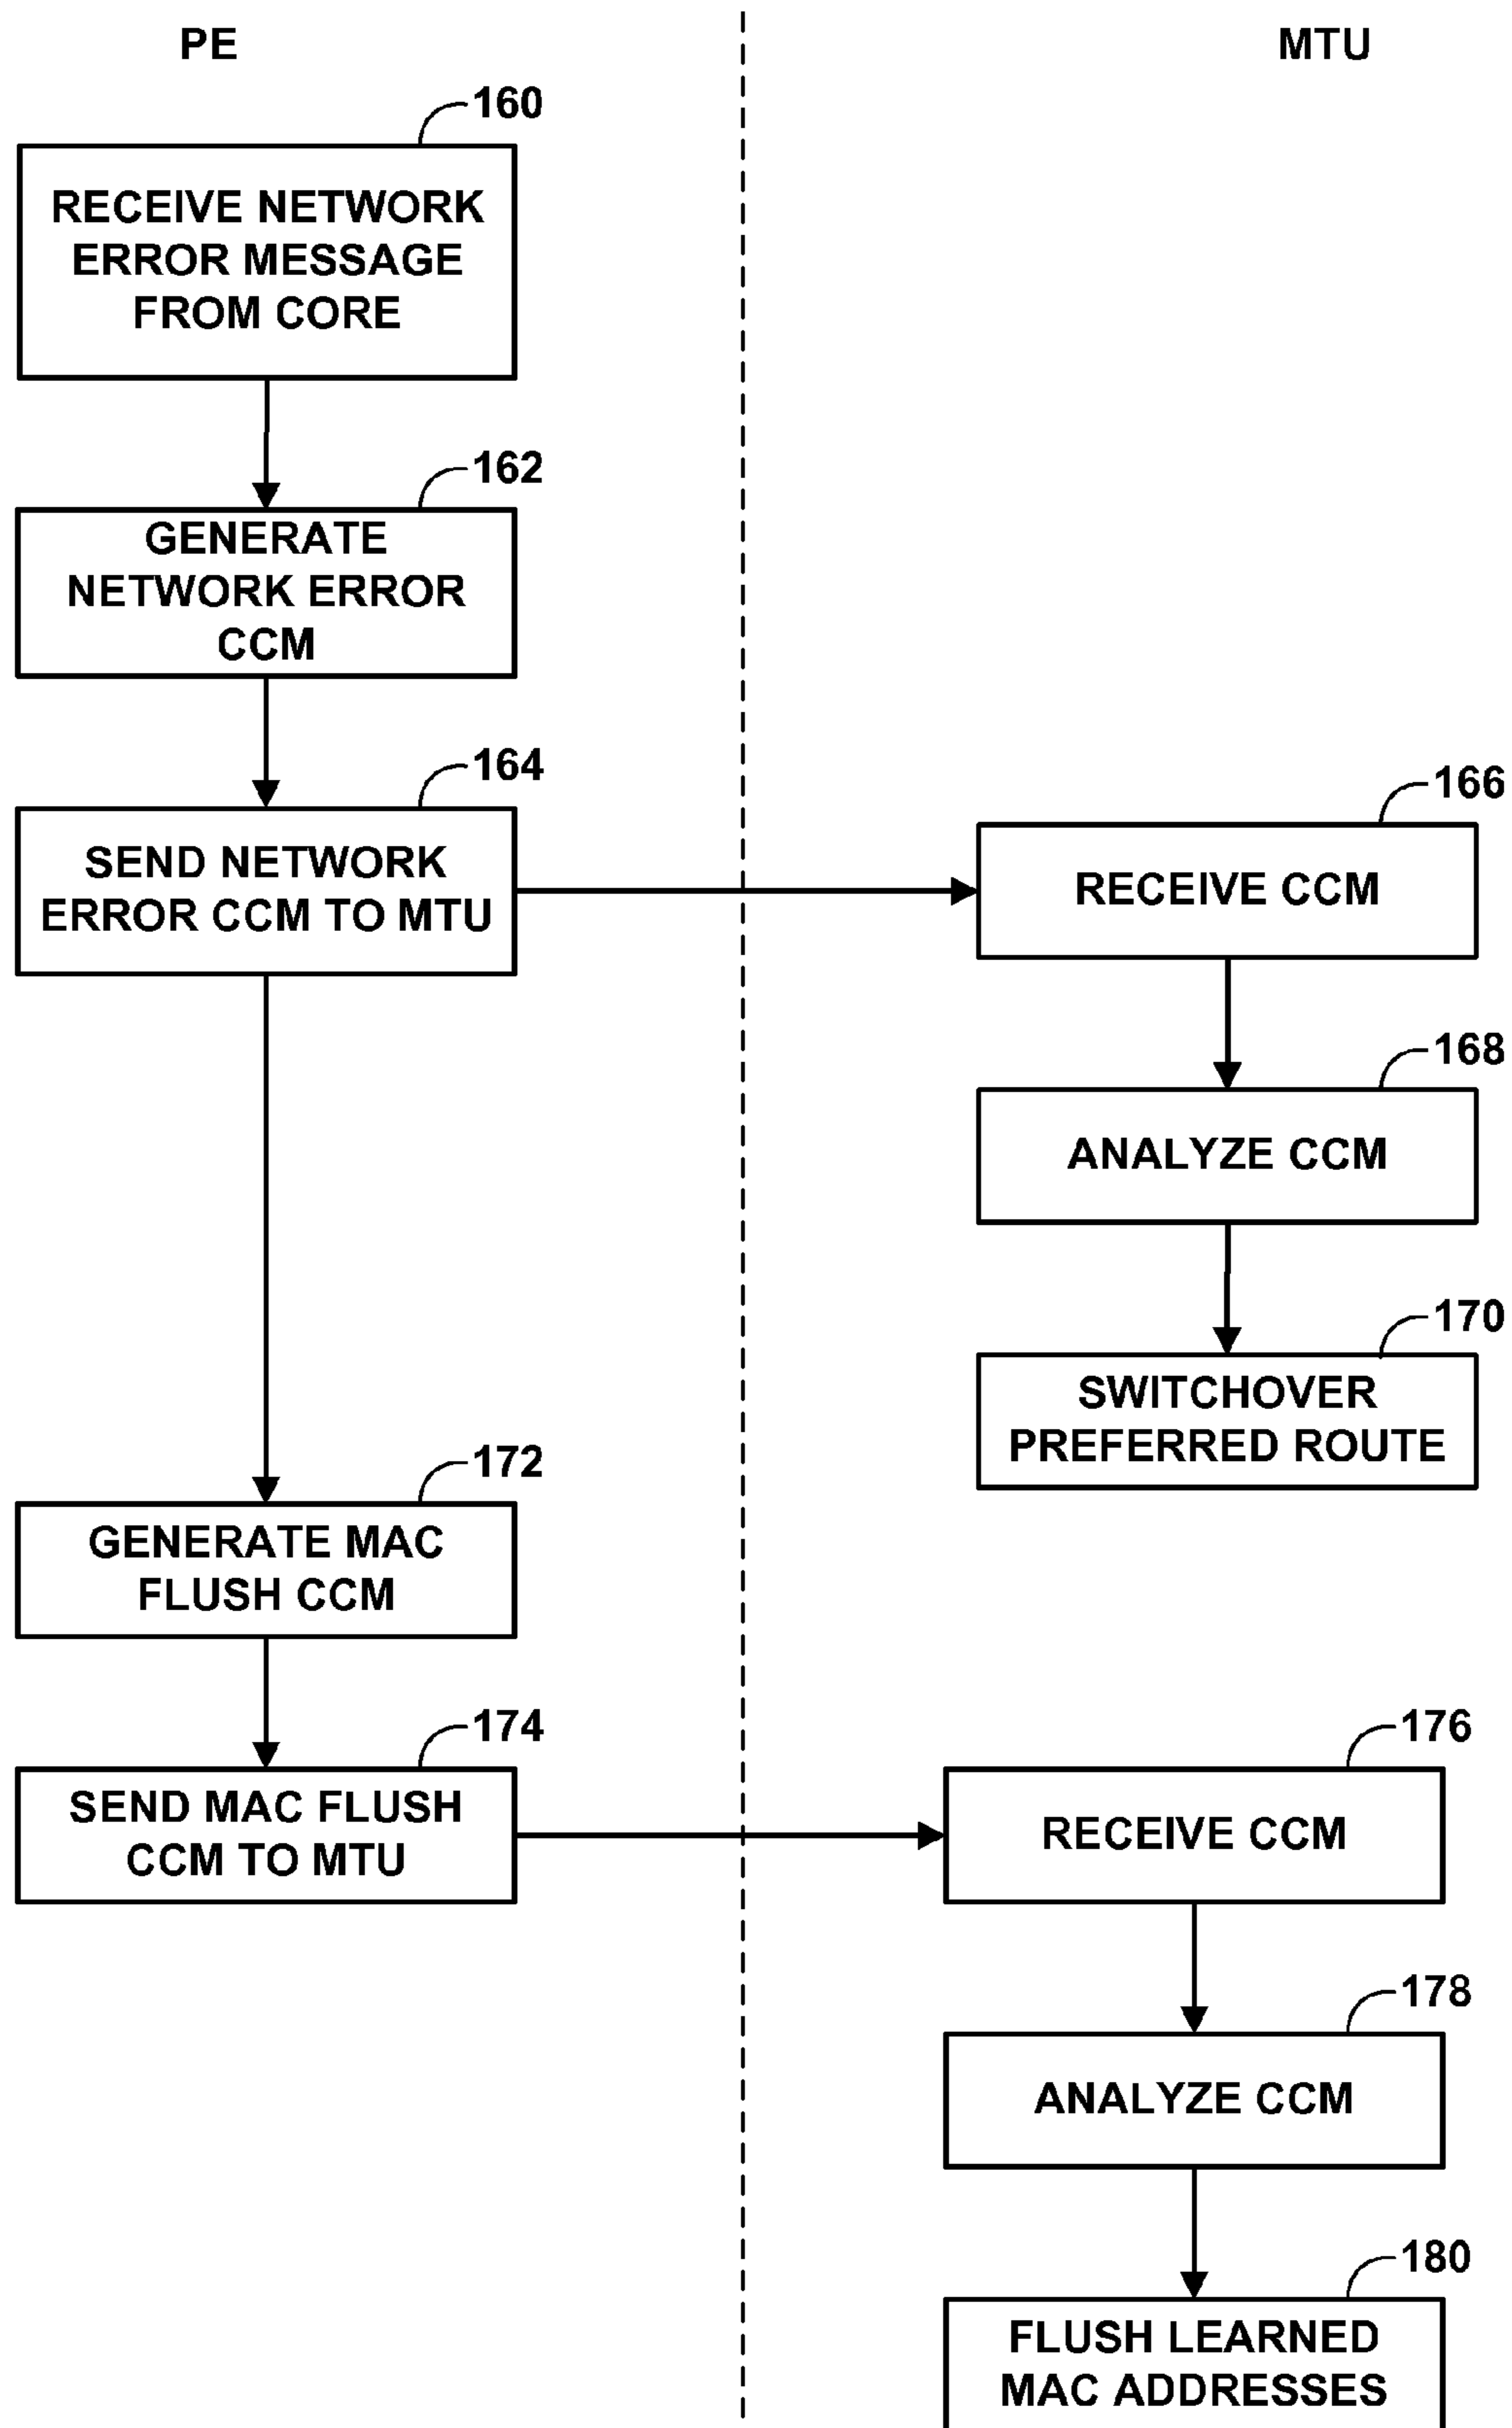 PE
MTU
160
RECEIVE NETWORK
ERROR MESSAGE
FROM CORE
162
GENERATE
NETWORK ERROR
CCM
164
SEND NETWORK
ERROR CCM TO MTU
166
RECEIVE CCM
168
ANALYZE CCM
170
SWITCHOVER
PREFERRED ROUTE
172
GENERATE MAC
FLUSH CCM
174
SEND MAC FLUSH
CCM TO MTU
176
RECEIVE CCM
178
ANALYZE CCM
180
FLUSH LEARNED
MAC ADDRESSES